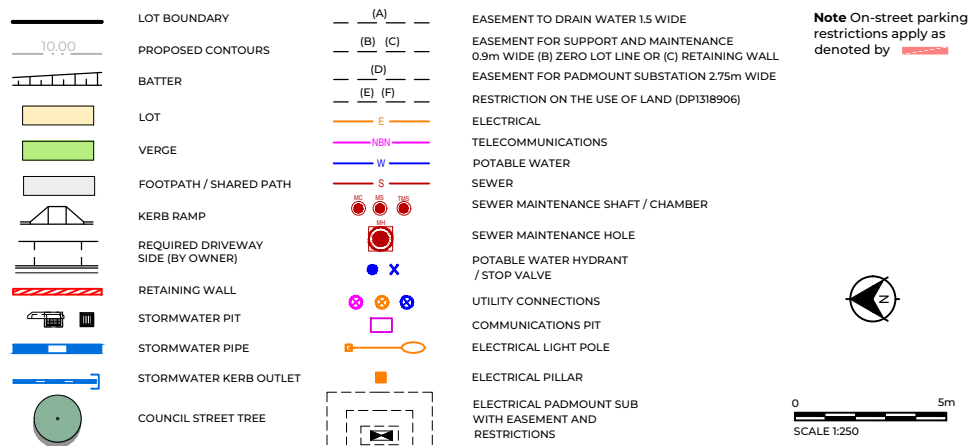 LOT BOUNDARY
10.00
PROPOSED CONTOURS
BATTER
LOT
VERGE
FOOTPATH / SHARED PATH
KERB RAMP
REQUIRED DRIVEWAY
SIDE (BY OWNER)
RETAINING WALL
STORMWATER PIT
STORMWATER PIPE
STORMWATER KERB OUTLET
COUNCIL STREET TREE
(A)
EASEMENT TO DRAIN WATER 1.5 WIDE
(B) (C)
EASEMENT FOR SUPPORT AND MAINTENANCE
0.9m WIDE (B) ZERO LOT LINE OR (C) RETAINING WALL
(D)
EASEMENT FOR PADMOUNT SUBSTATION 2.75m WIDE
(E) (F)
RESTRICTION ON THE USE OF LAND (DP1318906)
E
ELECTRICAL
NBN
TELECOMMUNICATIONS
W
POTABLE WATER
S
SEWER
MC MS TMS
SEWER MAINTENANCE SHAFT / CHAMBER
MH
SEWER MAINTENANCE HOLE
POTABLE WATER HYDRANT
/ STOP VALVE
UTILITY CONNECTIONS
COMMUNICATIONS PIT
ELECTRICAL LIGHT POLE
ELECTRICAL PILLAR
ELECTRICAL PADMOUNT SUB
WITH EASEMENT AND
RESTRICTIONS
Note On-street parking
restrictions apply as
denoted by
N
0 5m
SCALE 1:250